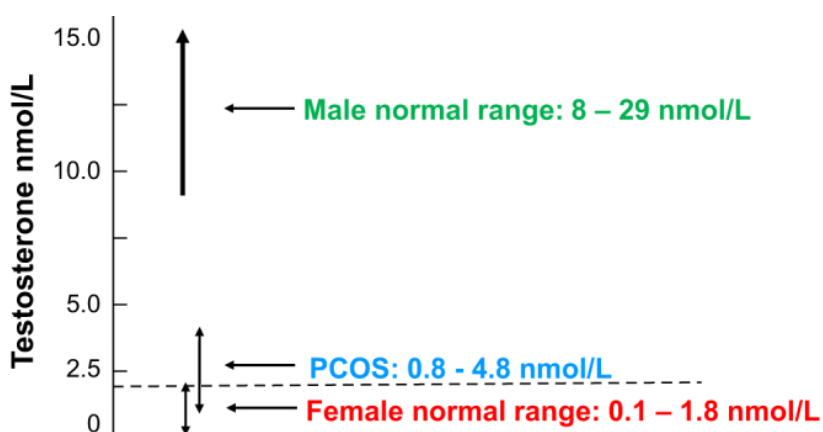 Testosterone nmol/L
15.0
Male normal range: 8 – 29 nmol/L
10.0
5.0
PCOS: 0.8 - 4.8 nmol/L
2.5
Female normal range: 0.1 – 1.8 nmol/L
0